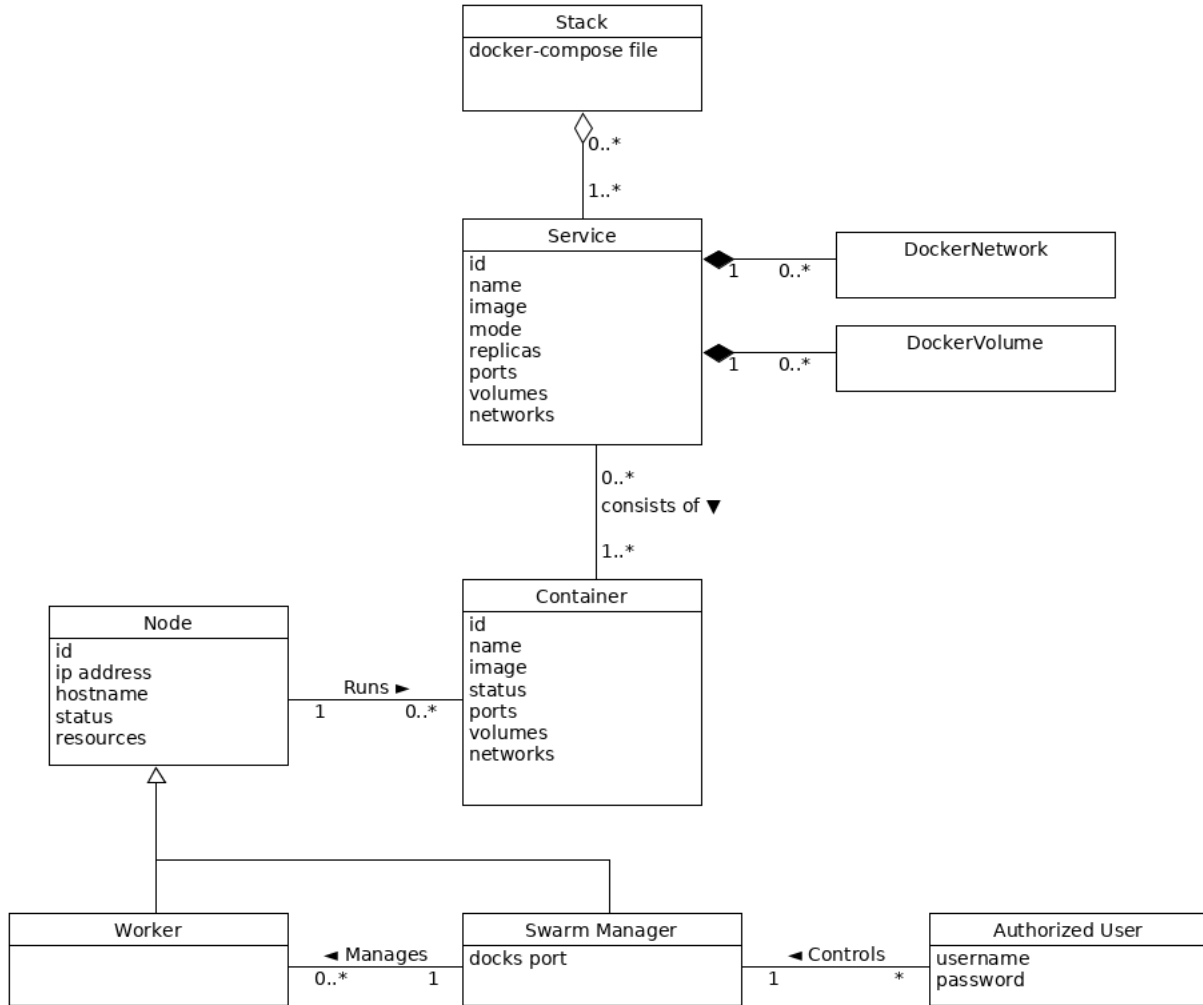 Stack
docker-compose file
0..*
1..*
Service
id
name
image
mode
replicas
ports
volumes
networks
1 0..*
DockerNetwork
1 0..*
DockerVolume
0..*
consists of ▼
1..*
Container
id
name
image
status
ports
volumes
networks
Node
id
ip address
hostname
status
resources
Runs ►
1 0..*
Worker
◄ Manages
0..* 1
Swarm Manager
docks port
◄ Controls
1 *
Authorized User
username
password